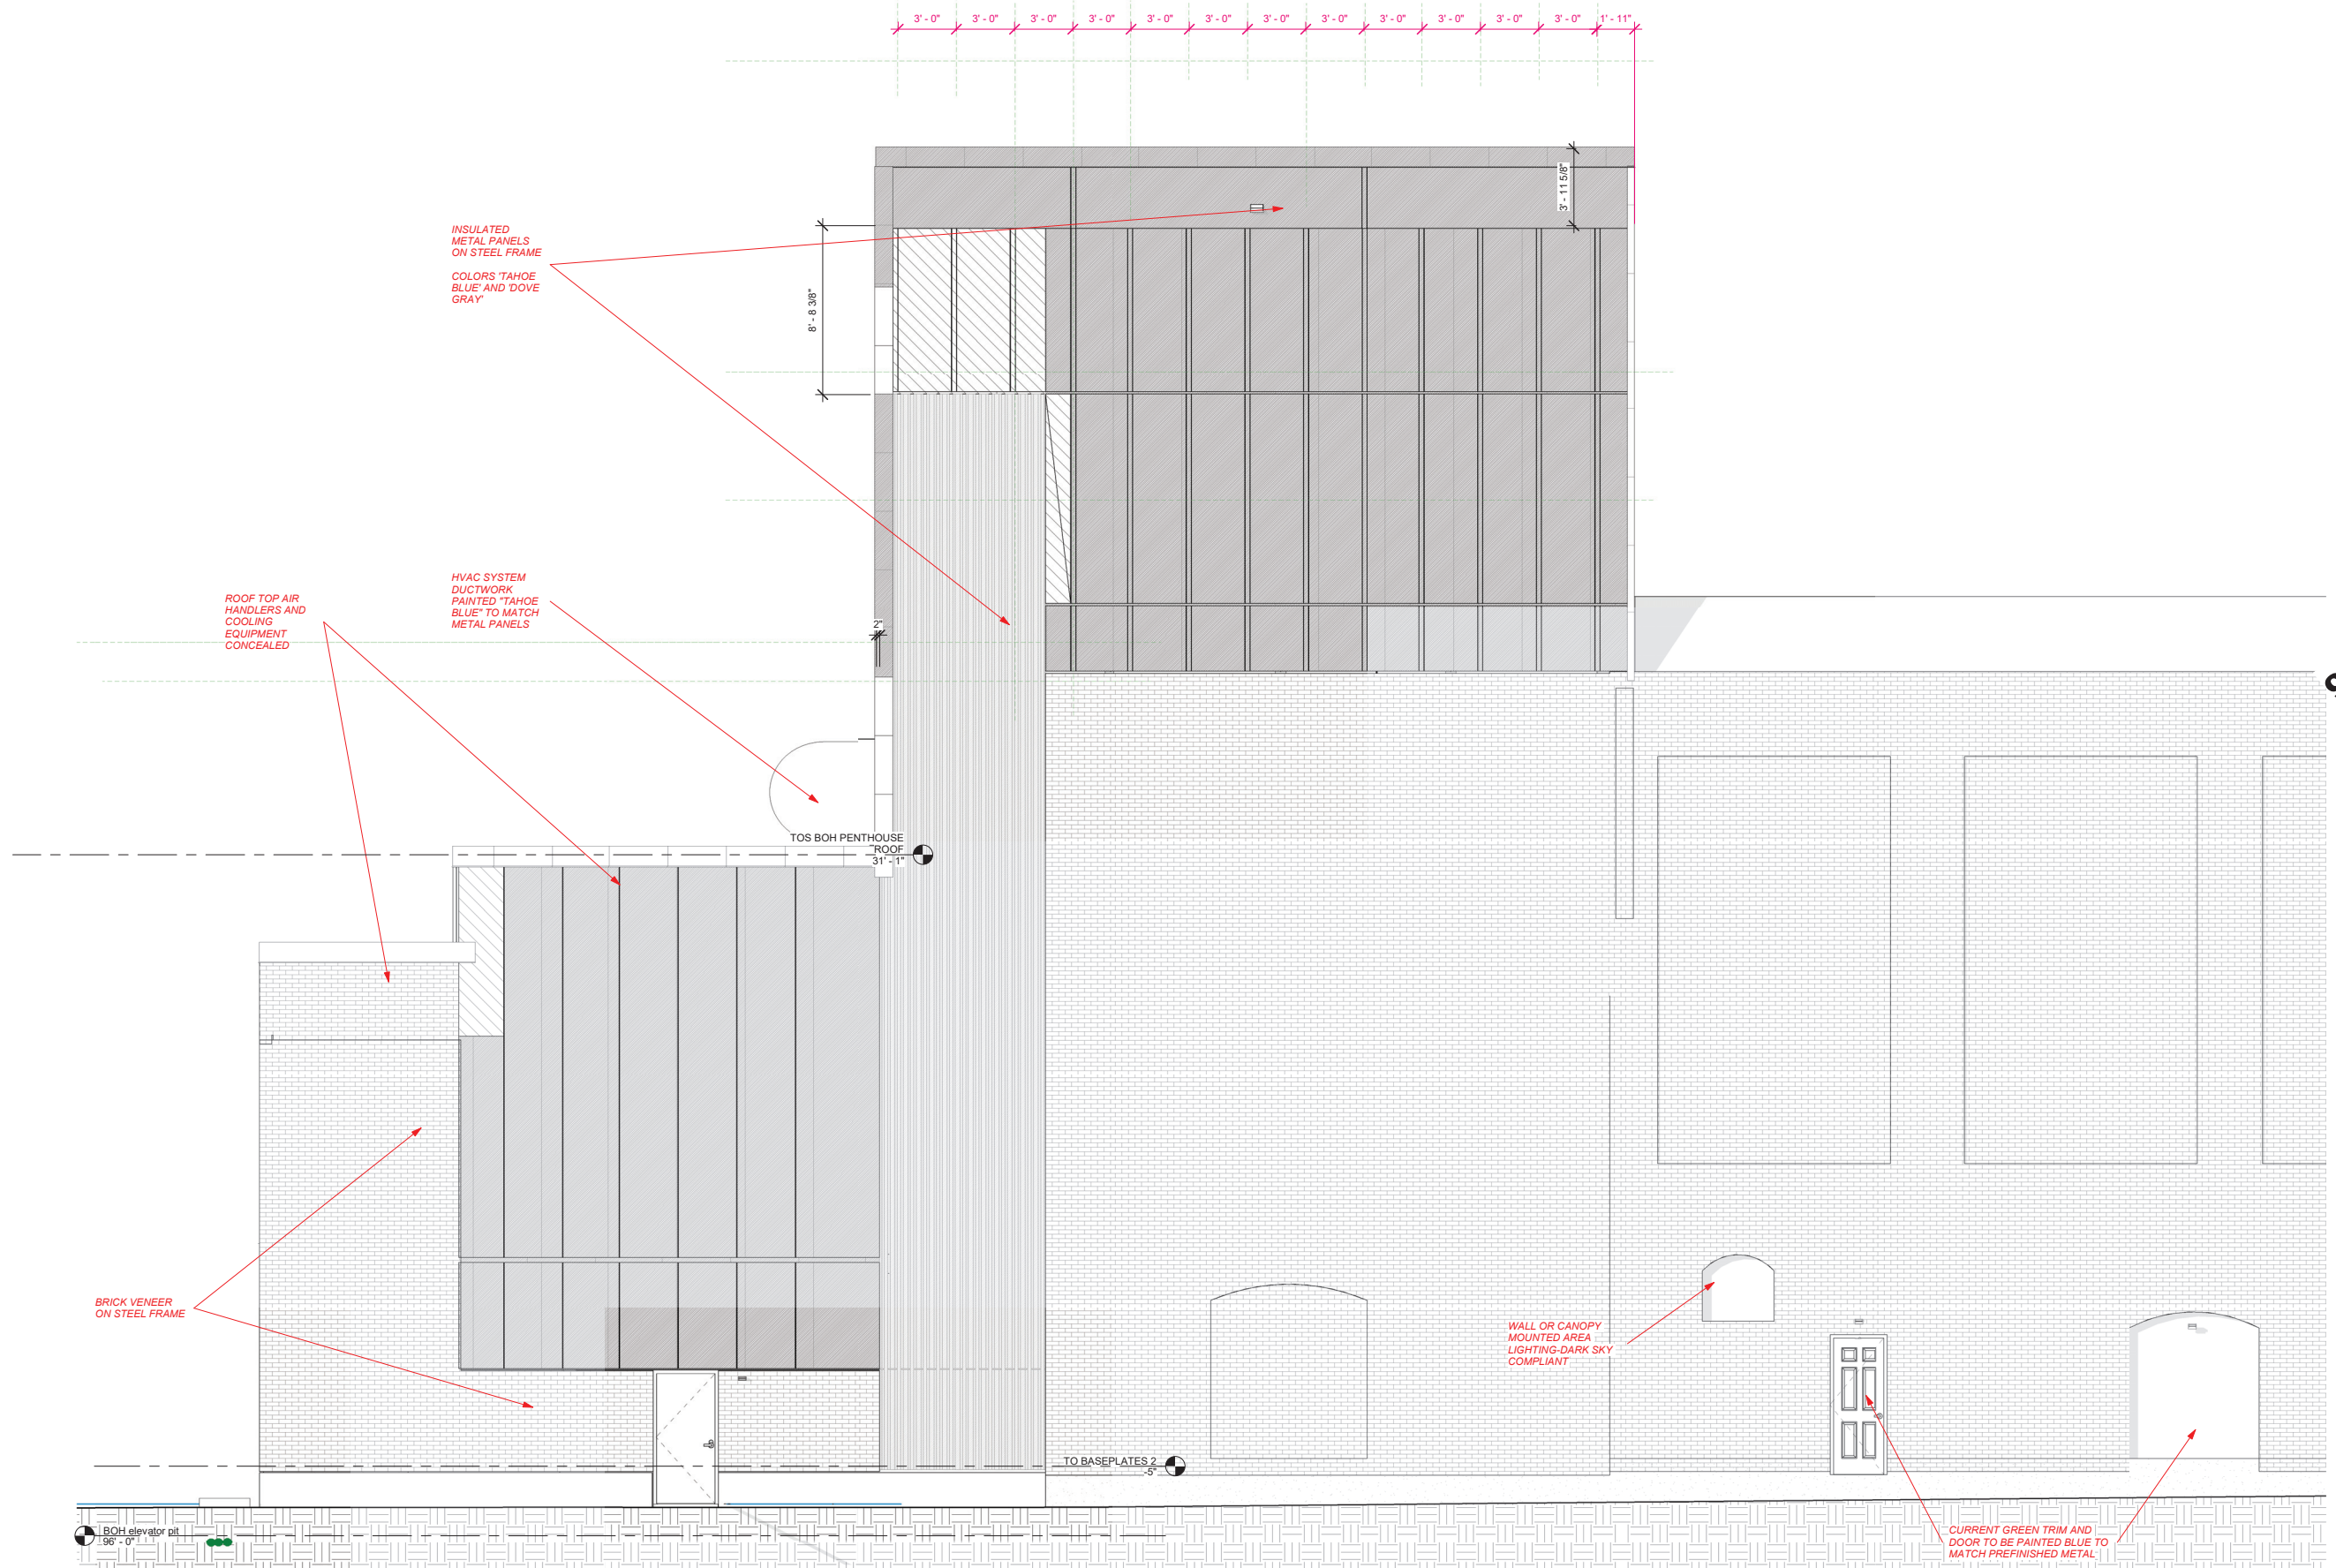 3' - 0" 3' - 0" 3' - 0" 3' - 0" 3' - 0" 3' - 0" 3' - 0" 3' - 0" 3' - 0" 3' - 0" 3' - 0" 3' - 0" 1' - 11"
3' - 11 5/8"
INSULATED
METAL PANELS
ON STEEL FRAME
COLORS 'TAHOE
BLUE' AND 'DOVE
GRAY'
8' - 8 3/8"
HVAC SYSTEM
DUCTWORK
PAINTED "TAHOE
BLUE" TO MATCH
METAL PANELS
ROOF TOP AIR
HANDLERS AND
COOLING
EQUIPMENT
CONCEALED
2"
TOS BOH PENTHOUSE
ROOF
31' - 1"
BRICK VENEER
ON STEEL FRAME
WALL OR CANOPY
MOUNTED AREA
LIGHTING-DARK SKY
COMPLIANT
TO BASEPLATES 2
-5"
BOH elevator pit
96' - 0"
CURRENT GREEN TRIM AND
DOOR TO BE PAINTED BLUE TO
MATCH PREFINISHED METAL